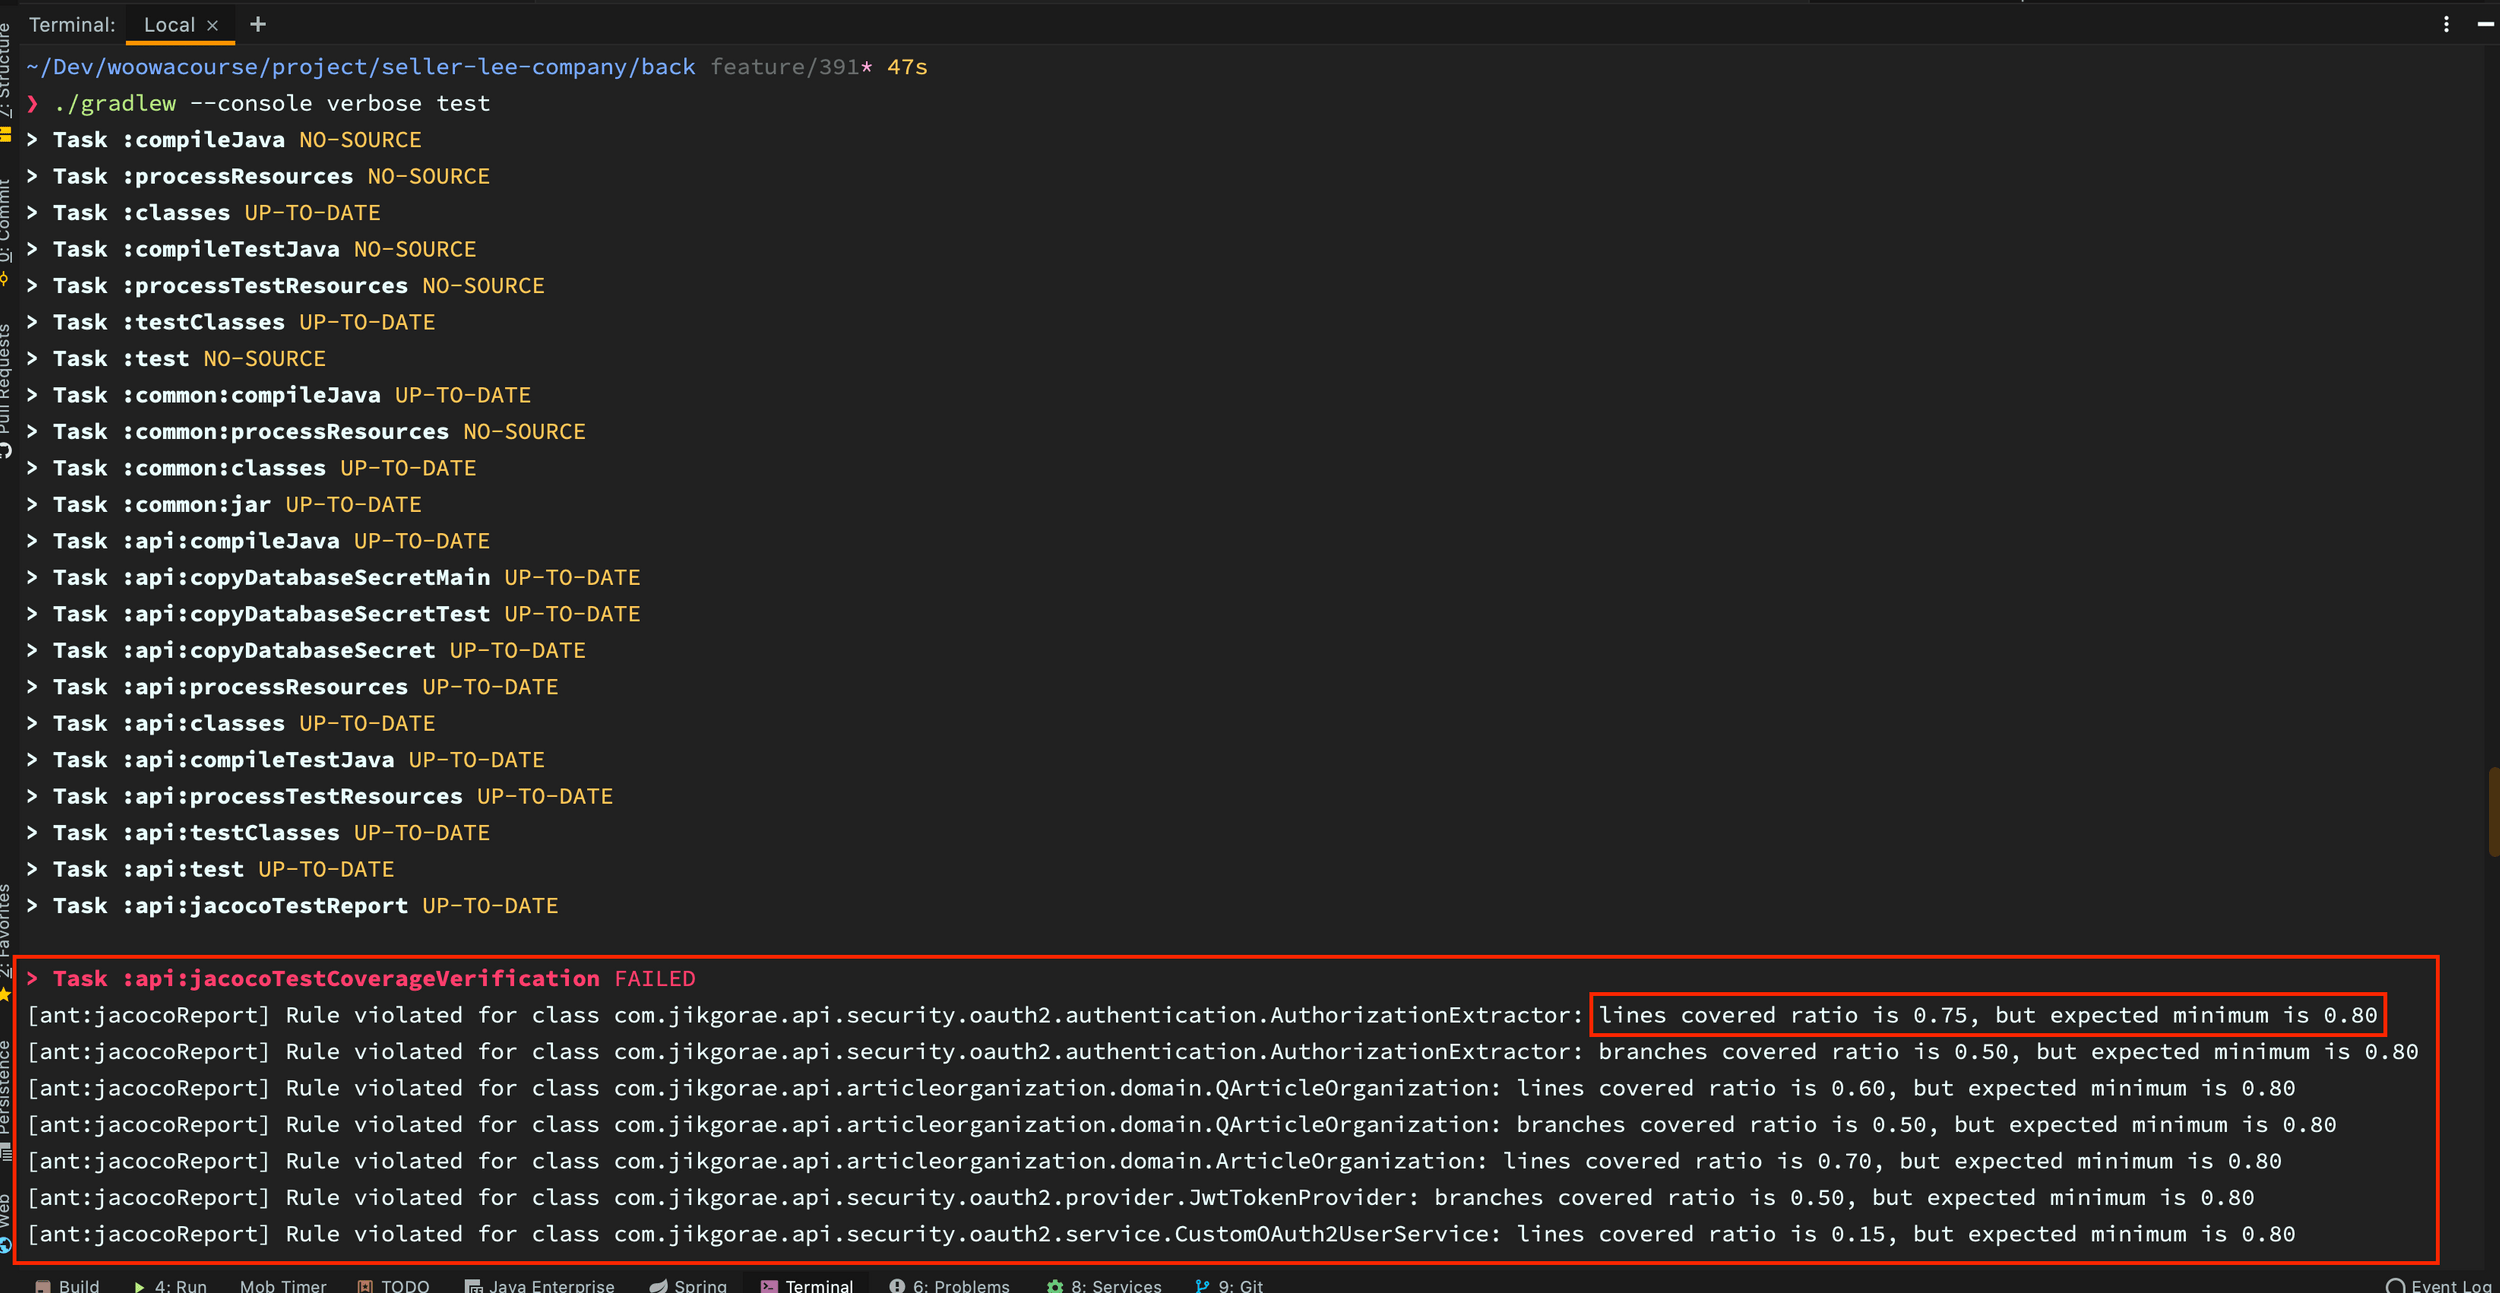 Terminal: Local × +
~/Dev/woowacourse/project/seller-lee-company/back feature/391* 47s
❯ ./gradlew --console verbose test
> Task :compileJava NO-SOURCE
> Task :processResources NO-SOURCE
> Task :classes UP-TO-DATE
> Task :compileTestJava NO-SOURCE
> Task :processTestResources NO-SOURCE
> Task :testClasses UP-TO-DATE
> Task :test NO-SOURCE
> Task :common:compileJava UP-TO-DATE
> Task :common:processResources NO-SOURCE
> Task :common:classes UP-TO-DATE
> Task :common:jar UP-TO-DATE
> Task :api:compileJava UP-TO-DATE
> Task :api:copyDatabaseSecretMain UP-TO-DATE
> Task :api:copyDatabaseSecretTest UP-TO-DATE
> Task :api:copyDatabaseSecret UP-TO-DATE
> Task :api:processResources UP-TO-DATE
> Task :api:classes UP-TO-DATE
> Task :api:compileTestJava UP-TO-DATE
> Task :api:processTestResources UP-TO-DATE
> Task :api:testClasses UP-TO-DATE
> Task :api:test UP-TO-DATE
> Task :api:jacocoTestReport UP-TO-DATE
> Task :api:jacocoTestCoverageVerification FAILED
[ant:jacocoReport] Rule violated for class com.jikgorae.api.security.oauth2.authentication.AuthorizationExtractor: lines covered ratio is 0.75, but expected minimum is 0.80
[ant:jacocoReport] Rule violated for class com.jikgorae.api.security.oauth2.authentication.AuthorizationExtractor: branches covered ratio is 0.50, but expected minimum is 0.80
[ant:jacocoReport] Rule violated for class com.jikgorae.api.articleorganization.domain.QArticleOrganization: lines covered ratio is 0.60, but expected minimum is 0.80
[ant:jacocoReport] Rule violated for class com.jikgorae.api.articleorganization.domain.QArticleOrganization: branches covered ratio is 0.50, but expected minimum is 0.80
[ant:jacocoReport] Rule violated for class com.jikgorae.api.articleorganization.domain.ArticleOrganization: lines covered ratio is 0.70, but expected minimum is 0.80
[ant:jacocoReport] Rule violated for class com.jikgorae.api.security.oauth2.provider.JwtTokenProvider: branches covered ratio is 0.50, but expected minimum is 0.80
[ant:jacocoReport] Rule violated for class com.jikgorae.api.security.oauth2.service.CustomOAuth2UserService: lines covered ratio is 0.15, but expected minimum is 0.80
Z: Structure
0: Commit
Pull Requests
2: Favorites
Persistence
Web
Build 4: Run Mob Timer TODO Java Enterprise Spring Terminal 6: Problems 8: Services 9: Git Event Log